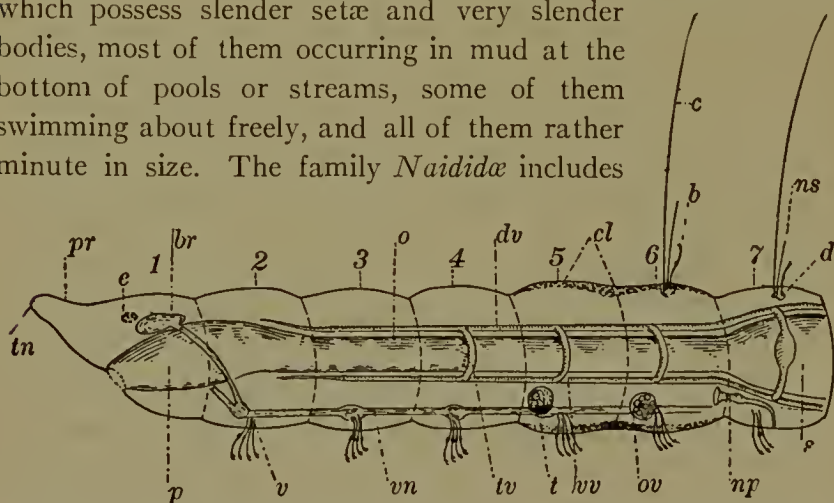 which possess slender setæ and very slender
bodies, most of them occurring in mud at the
bottom of pools or streams, some of them
swimming about freely, and all of them rather
minute in size. The family Naididæ includes
c
b ns
pr 1 br 2 3 o 4 dv 5 cl 6 7 d
e
tn
s
p v vn tv t hv ov np